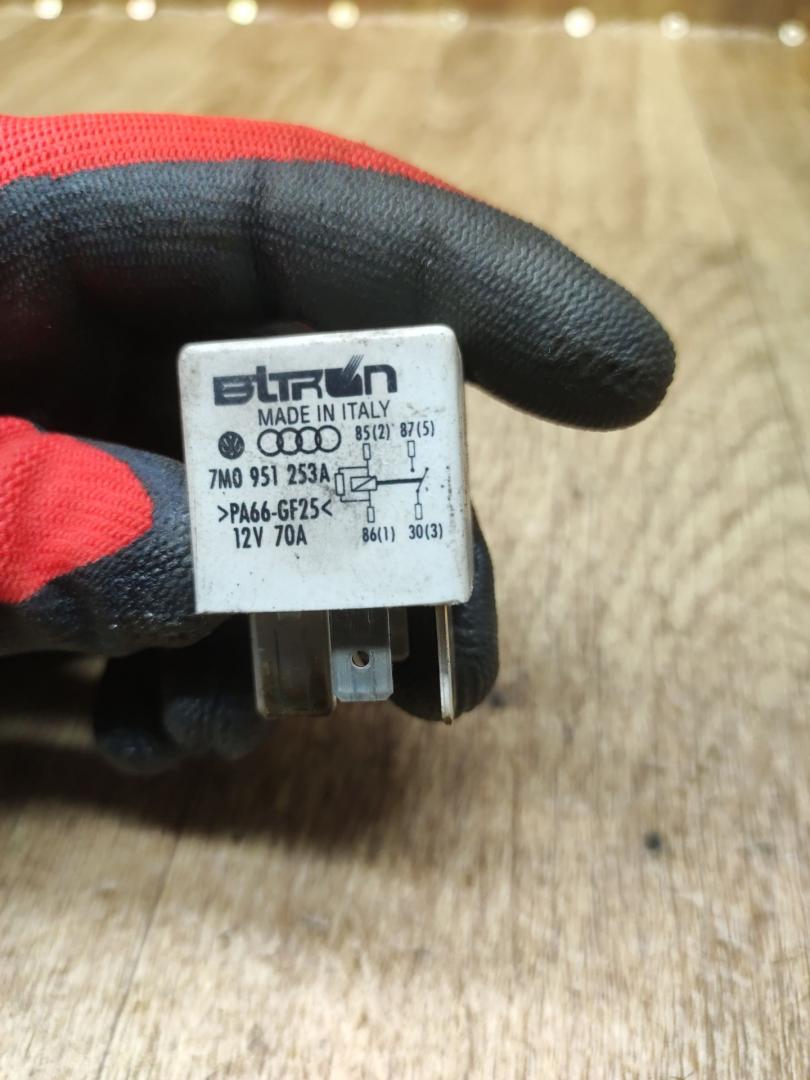 BITRON
MADE IN ITALY
85(2) 87(5)
7M0 951 253A
>PA66-GF25<
12V 70A
86(1) 30(3)